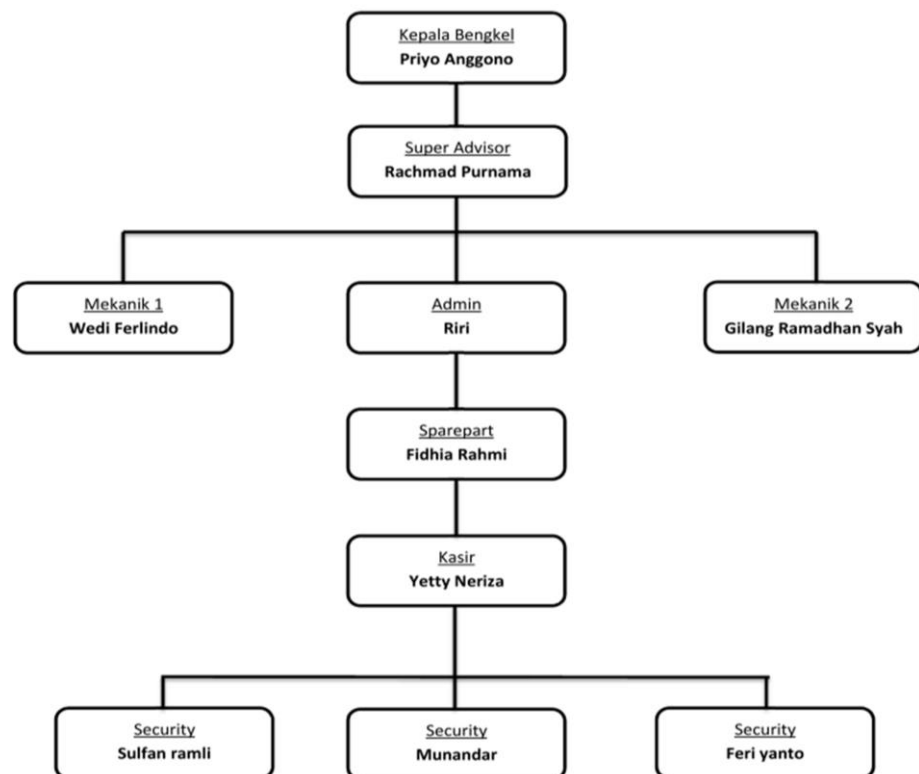 Kepala Bengkel
Priyo Anggono
Super Advisor
Rachmad Purnama
Mekanik 1
Wedi Ferlindo
Admin
Riri
Mekanik 2
Gilang Ramadhan Syah
Sparepart
Fidhia Rahmi
Kasir
Yetty Neriza
Security
Sulfan ramli
Security
Munandar
Security
Feri yanto